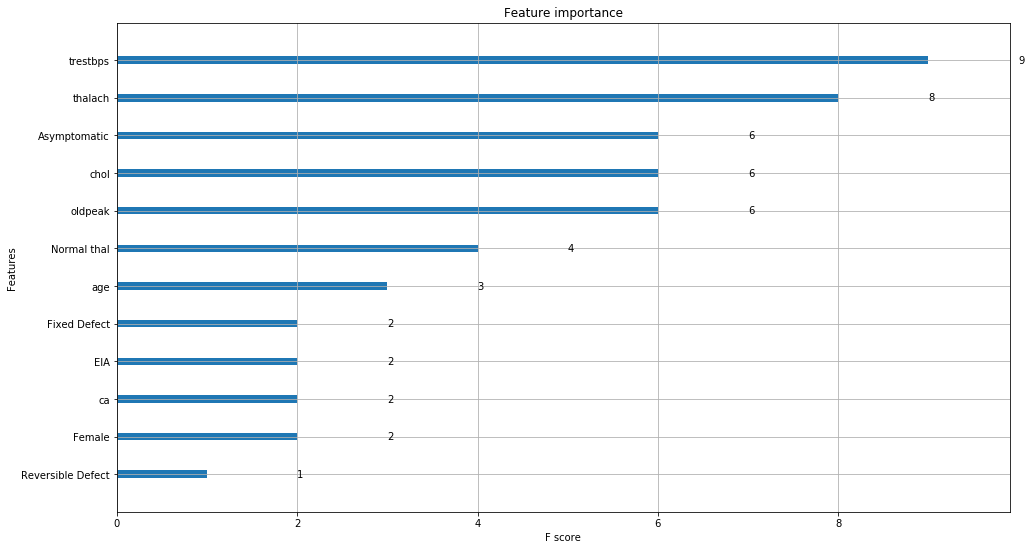 Feature importance
Features
trestbps 9
thalach 8
Asymptomatic 6
chol 6
oldpeak 6
Normal thal 4
age 3
Fixed Defect 2
EIA 2
ca 2
Female 2
Reversible Defect 1
0 2 4 6 8
F score